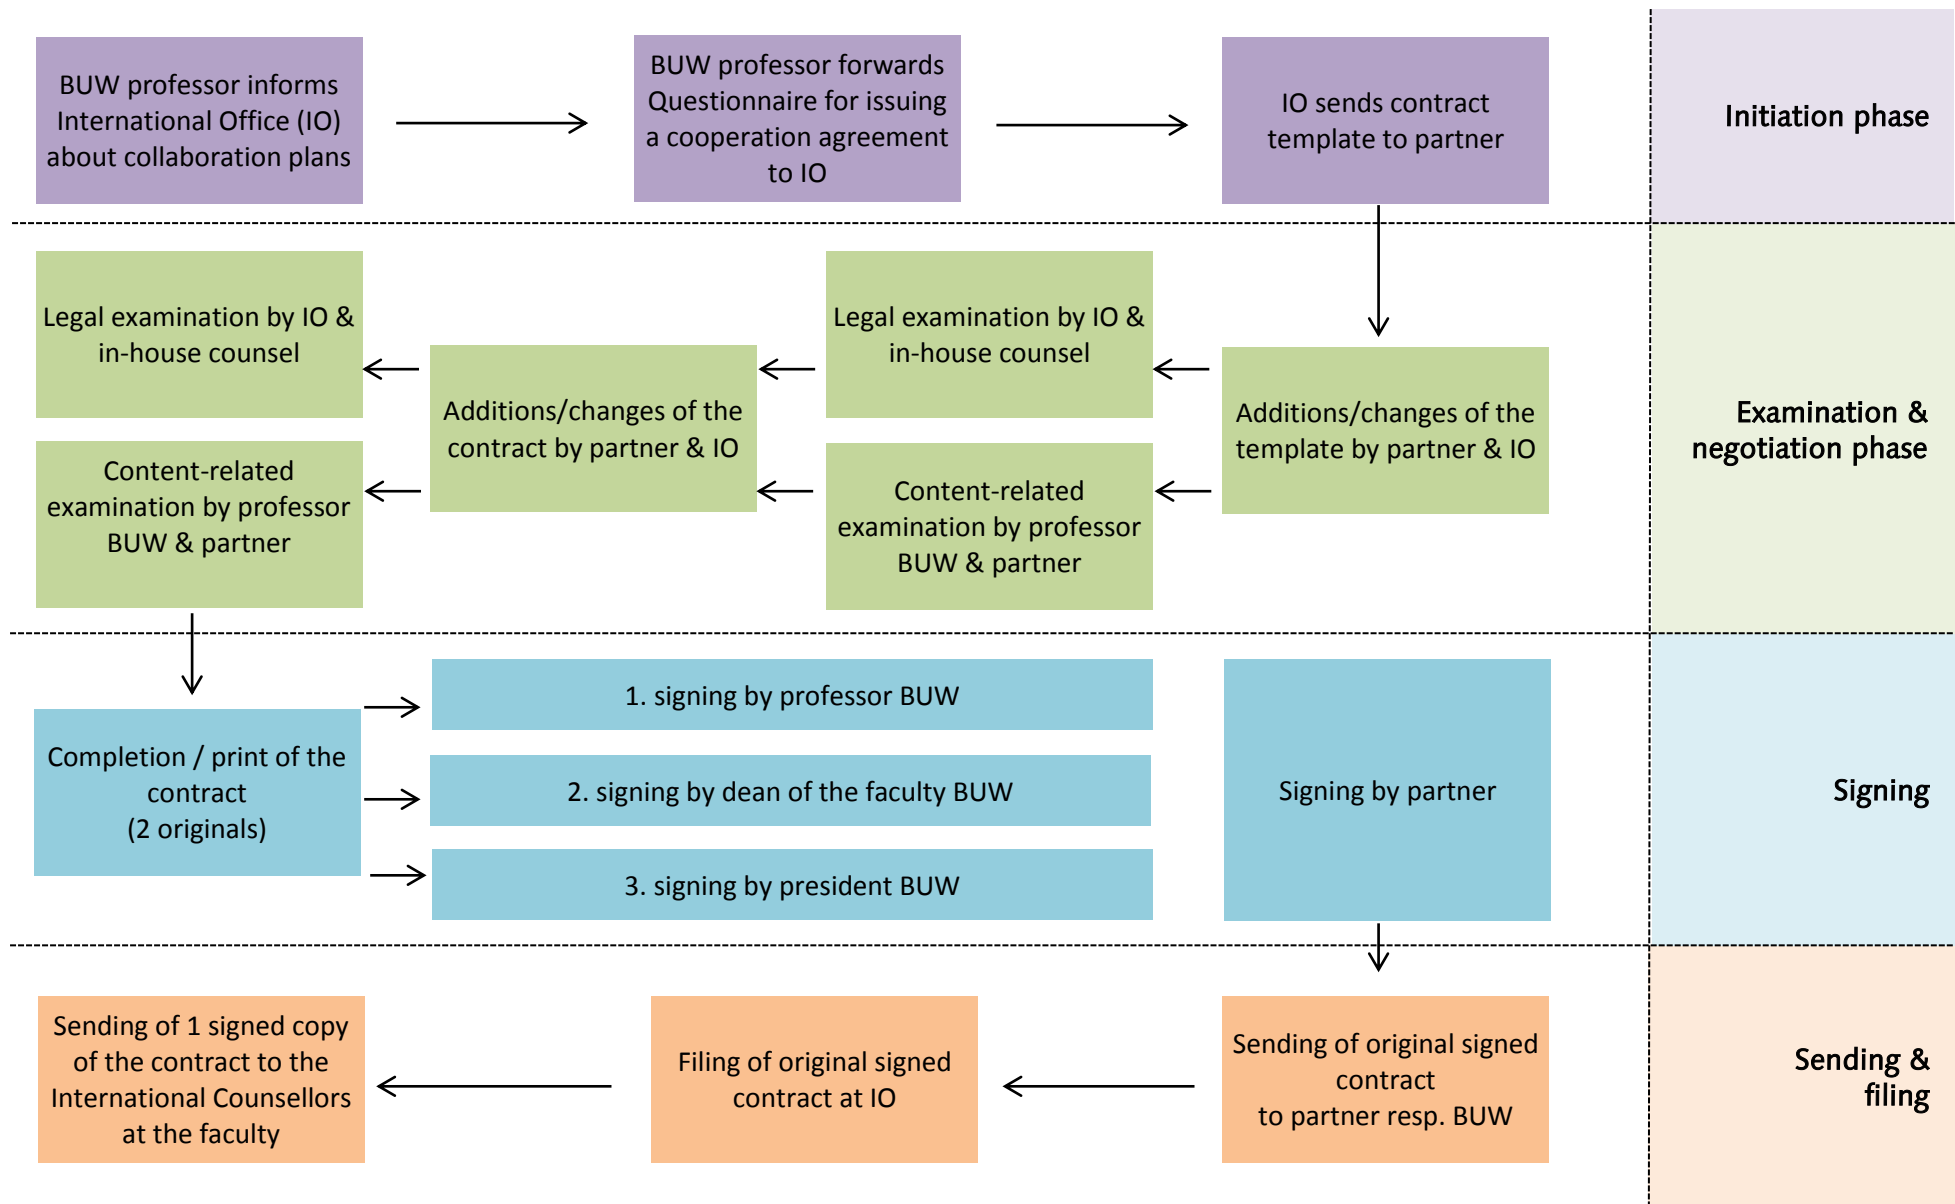 BUW professor informs
International Office (IO)
about collaboration plans
BUW professor forwards
Questionnaire for issuing
a cooperation agreement
to IO
IO sends contract
template to partner
Initiation phase
Legal examination by IO &
in-house counsel
Content-related
examination by professor
BUW & partner
Additions/changes of the
contract by partner & IO
Legal examination by IO &
in-house counsel
Content-related
examination by professor
BUW & partner
Additions/changes of the
template by partner & IO
Examination &
negotiation phase
Completion / print of the
contract
(2 originals)
1. signing by professor BUW
2. signing by dean of the faculty BUW
3. signing by president BUW
Signing by partner
Signing
Sending of 1 signed copy
of the contract to the
International Counsellors
at the faculty
Filing of original signed
contract at IO
Sending of original signed
contract
to partner resp. BUW
Sending &
filing